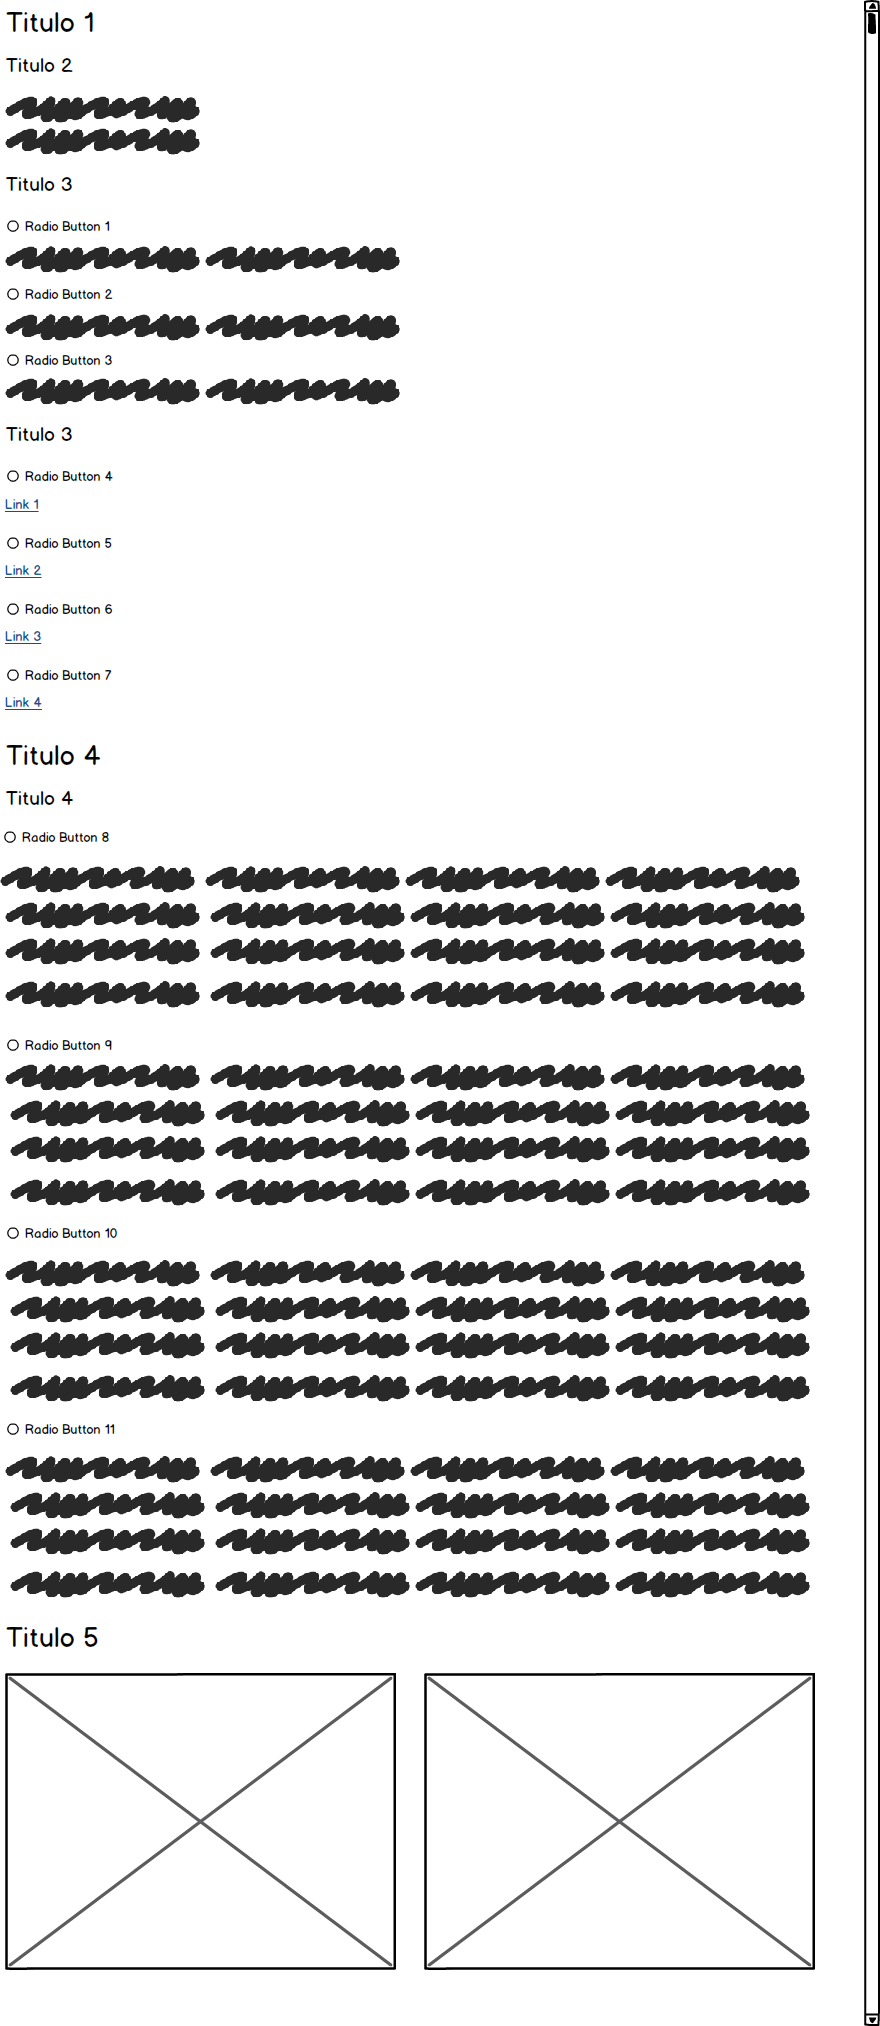 Titulo 1
Titulo 2
Titulo 3
Radio Button 1
Radio Button 2
Radio Button 3
Titulo 3
Radio Button 4
Link 1
Radio Button 5
Link 2
Radio Button 6
Link 3
Radio Button 7
Link 4
Titulo 4
Titulo 4
Radio Button 8
Radio Button 9
Radio Button 10
Radio Button 11
Titulo 5